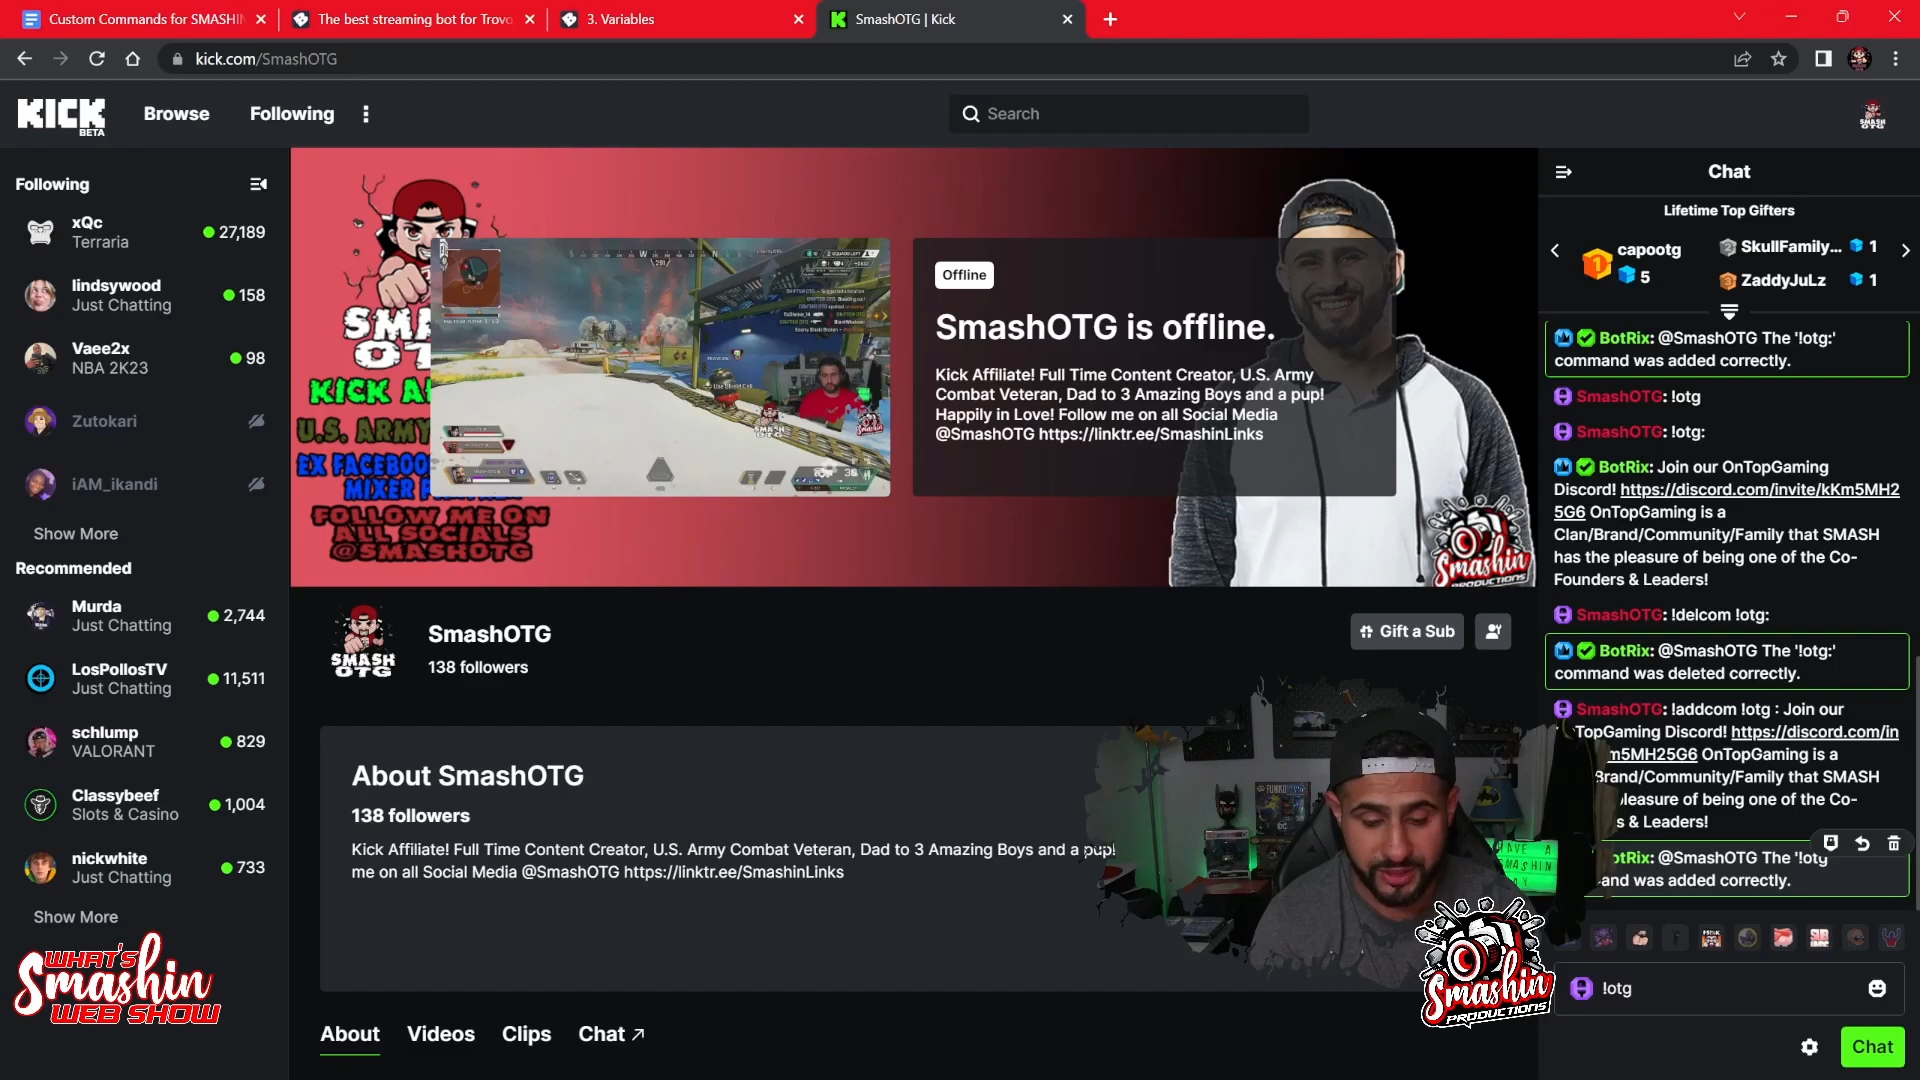 Custom Commands for SMASHIN
The best streaming bot for Trovo
3. Variables
SmashOTG | Kick
kick.com/SmashOTG
KICK
BETA
Browse
Following
Search
Following
xQc
Terraria
27,189
lindsywood
Just Chatting
158
Vaee2x
NBA 2K23
98
Zutokari
iAM_ikandi
Show More
Recommended
Murda
Just Chatting
2,744
LosPollosTV
Just Chatting
11,511
schlump
VALORANT
829
Classybeef
Slots & Casino
1,004
nickwhite
Just Chatting
733
Show More
WHAT'S
Smashin
WEB SHOW
KICK
U.S. ARMY
MIXER
FOLLOW ME ON
ALL SOCIALS
@SMASHOTG
Offline
SmashOTG is offline.
Kick Affiliate! Full Time Content Creator, U.S. Army
Combat Veteran, Dad to 3 Amazing Boys and a pup!
Happily in Love! Follow me on all Social Media
@SmashOTG https://linktr.ee/SmashinLinks
Smashin
PRODUCTIONS
SMASH
OTG
SmashOTG
138 followers
Gift a Sub
About SmashOTG
138 followers
Kick Affiliate! Full Time Content Creator, U.S. Army Combat Veteran, Dad to 3 Amazing Boys and a pup!
me on all Social Media @SmashOTG https://linktr.ee/SmashinLinks
About
Videos
Clips
Chat
Smashin
PRODUCTIONS
Chat
Lifetime Top Gifters
1
capootg
5
SkullFamily...
1
ZaddyJuLz
1
BotRix: @SmashOTG The '!otg:'
command was added correctly.
SmashOTG: !otg
SmashOTG: !otg:
BotRix: Join our OnTopGaming
Discord! https://discord.com/invite/kKm5MH2
5G6 OnTopGaming is a
Clan/Brand/Community/Family that SMASH
has the pleasure of being one of the Co-
Founders & Leaders!
SmashOTG: !delcom !otg:
BotRix: @SmashOTG The '!otg:'
command was deleted correctly.
SmashOTG: !addcom !otg : Join our
TopGaming Discord! https://discord.com/in
m5MH25G6 OnTopGaming is a
Brand/Community/Family that SMASH
pleasure of being one of the Co-
s & Leaders!
otRix: @SmashOTG The '!otg
and was added correctly.
!otg
Chat